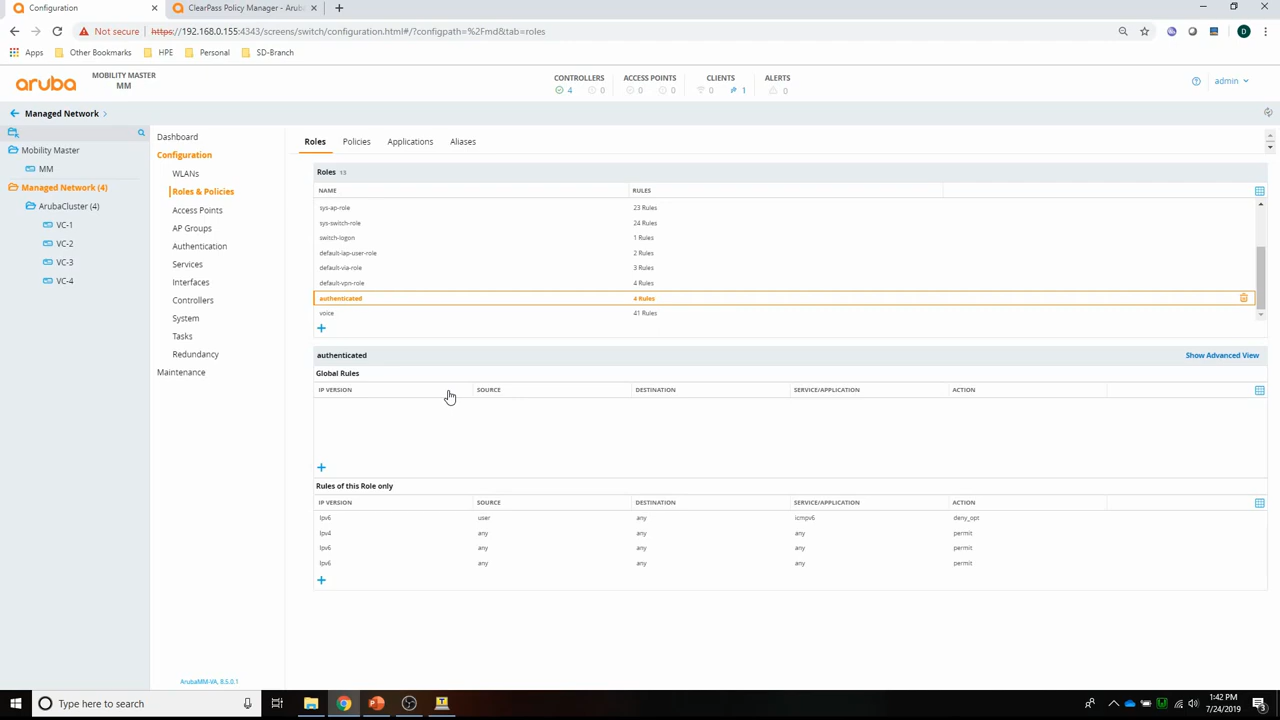 Configuration
ClearPass Policy Manager - Aruba
Not secure
https://192.168.0.155:4343/screens/switch/configuration.html#/?configpath=%2Fmd&tab=roles
D
Apps
Other Bookmarks
HPE
Personal
SD-Branch
aruba
MOBILITY MASTER
MM
CONTROLLERS
4
0
ACCESS POINTS
0
0
CLIENTS
0
1
ALERTS
0
admin
Managed Network
Mobility Master
MM
Managed Network (4)
ArubaCluster (4)
VC-1
VC-2
VC-3
VC-4
Dashboard
Configuration
WLANs
Roles & Policies
Access Points
AP Groups
Authentication
Services
Interfaces
Controllers
System
Tasks
Redundancy
Maintenance
ArubaMM-VA, 8.5.0.1
Roles Policies Applications Aliases
Roles 13
NAME RULES
sys-ap-role 23 Rules
sys-switch-role 24 Rules
switch-logon 1 Rules
default-iap-user-role 2 Rules
default-via-role 3 Rules
default-vpn-role 4 Rules
authenticated 4 Rules
voice 41 Rules
+
authenticated Show Advanced View
Global Rules
IP VERSION SOURCE DESTINATION SERVICE/APPLICATION ACTION
+
Rules of this Role only
IP VERSION SOURCE DESTINATION SERVICE/APPLICATION ACTION
Ipv6 user any icmpv6 deny_opt
Ipv4 any any any permit
Ipv6 any any any permit
Ipv6 any any any permit
+
Type here to search
1:42 PM
7/24/2019